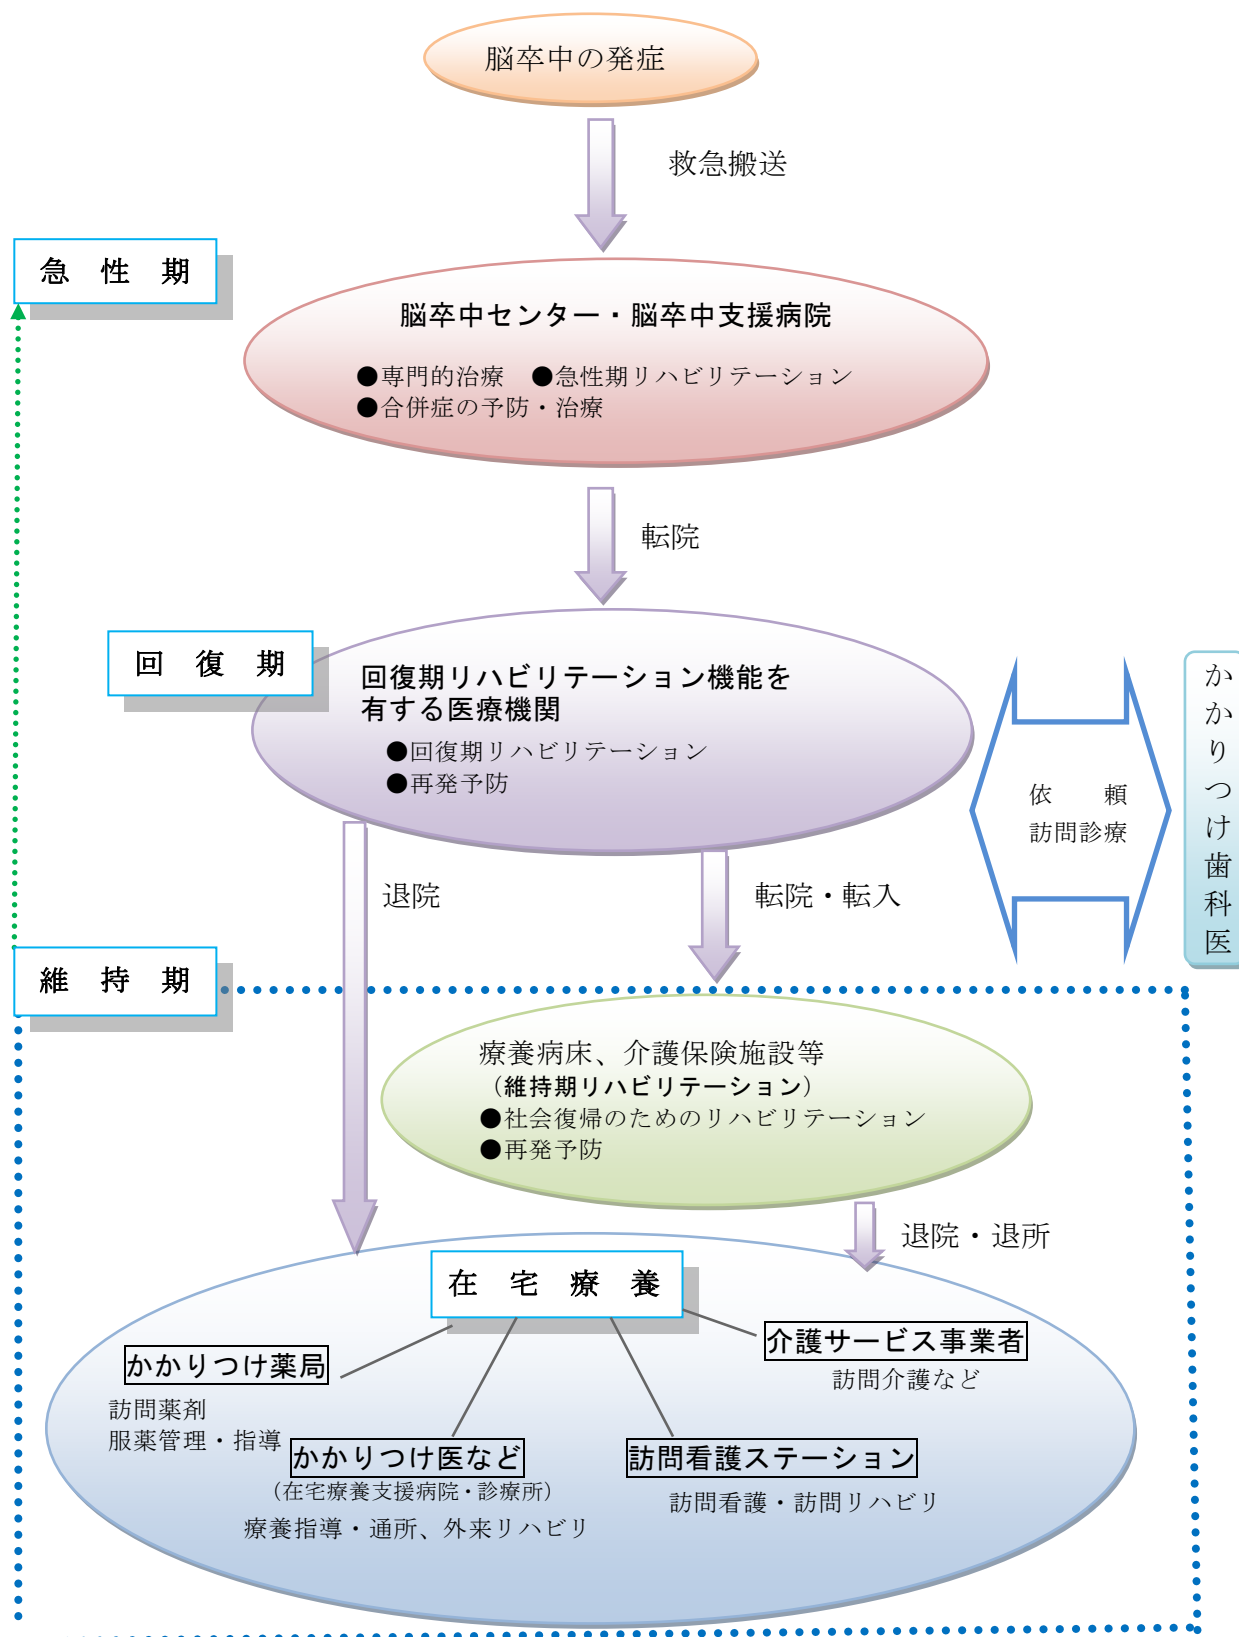 脳卒中の発症
救急搬送
急 性 期
脳卒中センター・脳卒中支援病院
●専門的治療 ●急性期リハビリテーション
●合併症の予防・治療
転院
回 復 期
回復期リハビリテーション機能を
有する医療機関
●回復期リハビリテーション
●再発予防
かかりつけ歯科医
依 頼
訪問診療
退院
転院・転入
維 持 期
療養病床、介護保険施設等
（維持期リハビリテーション）
●社会復帰のためのリハビリテーション
●再発予防
退院・退所
在 宅 療 養
介護サービス事業者
訪問介護など
かかりつけ薬局
訪問薬剤
服薬管理・指導
かかりつけ医など
（在宅療養支援病院・診療所）
療養指導・通所、外来リハビリ
訪問看護ステーション
訪問看護・訪問リハビリ